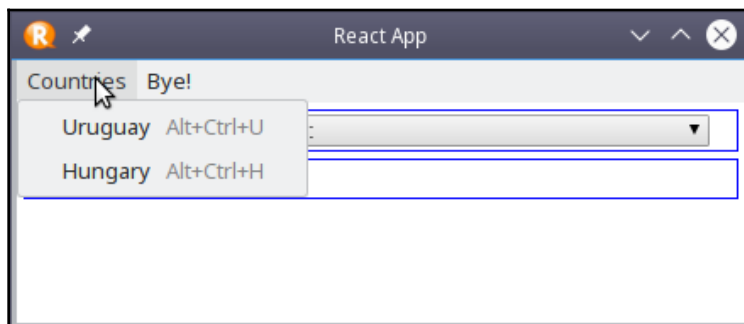 React App
Countries Bye!
Uruguay Alt+Ctrl+U
Hungary Alt+Ctrl+H